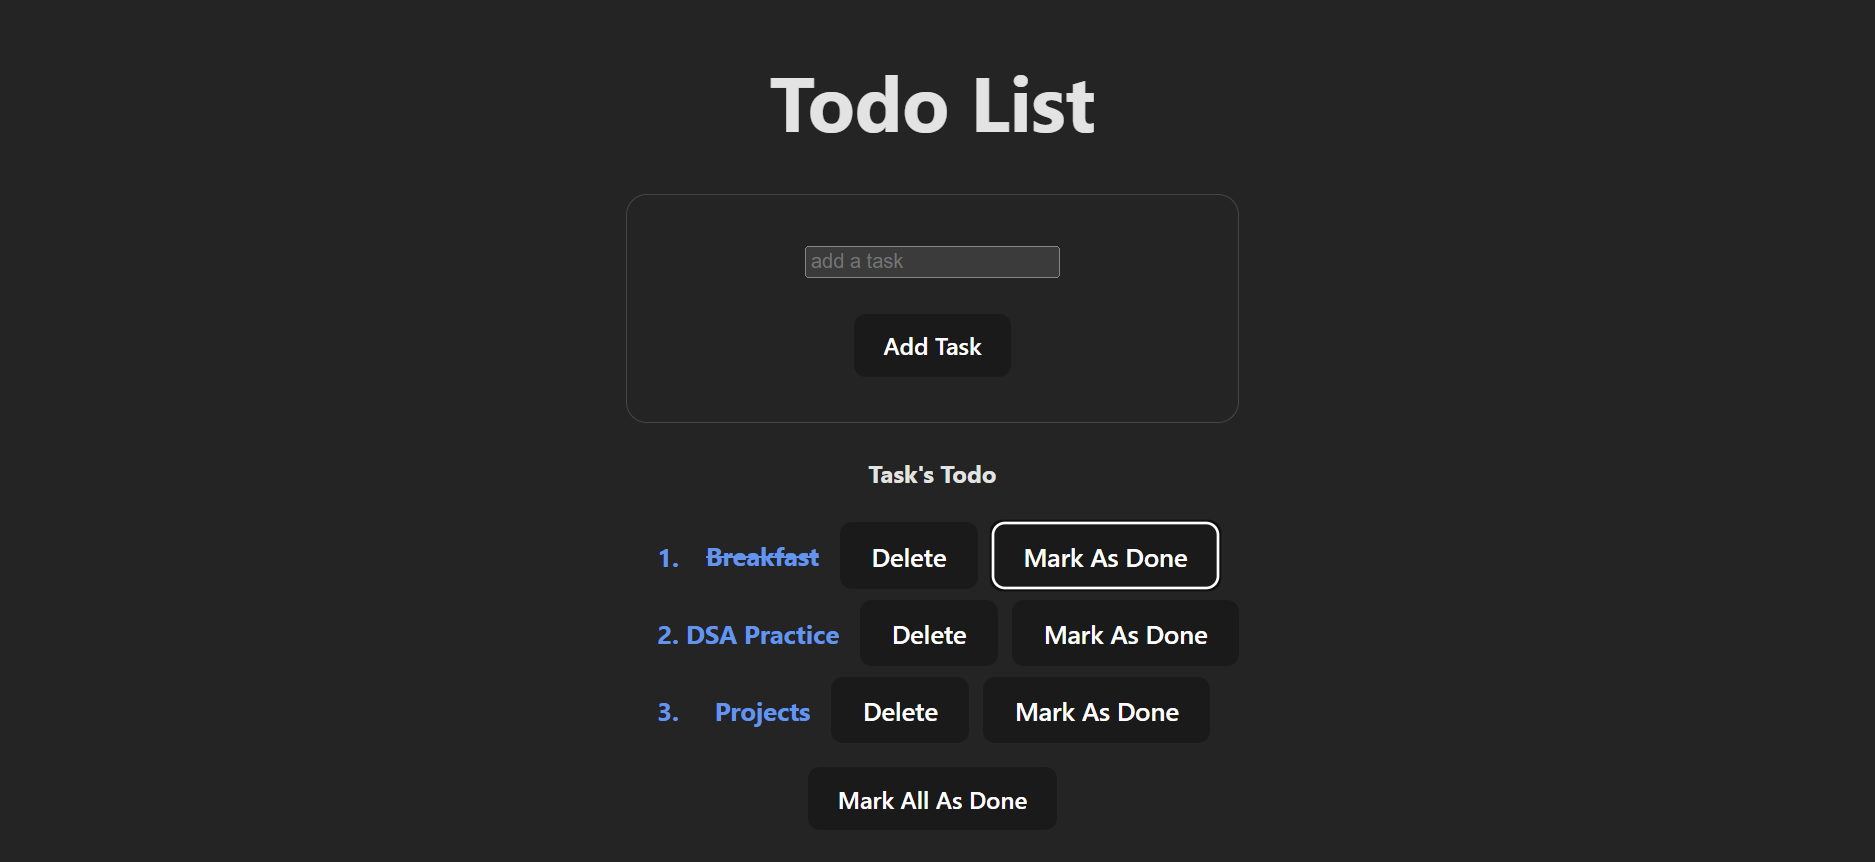 Todo List
add a task
Add Task
Task's Todo
1. Breakfast Delete Mark As Done
2. DSA Practice Delete Mark As Done
3. Projects Delete Mark As Done
Mark All As Done